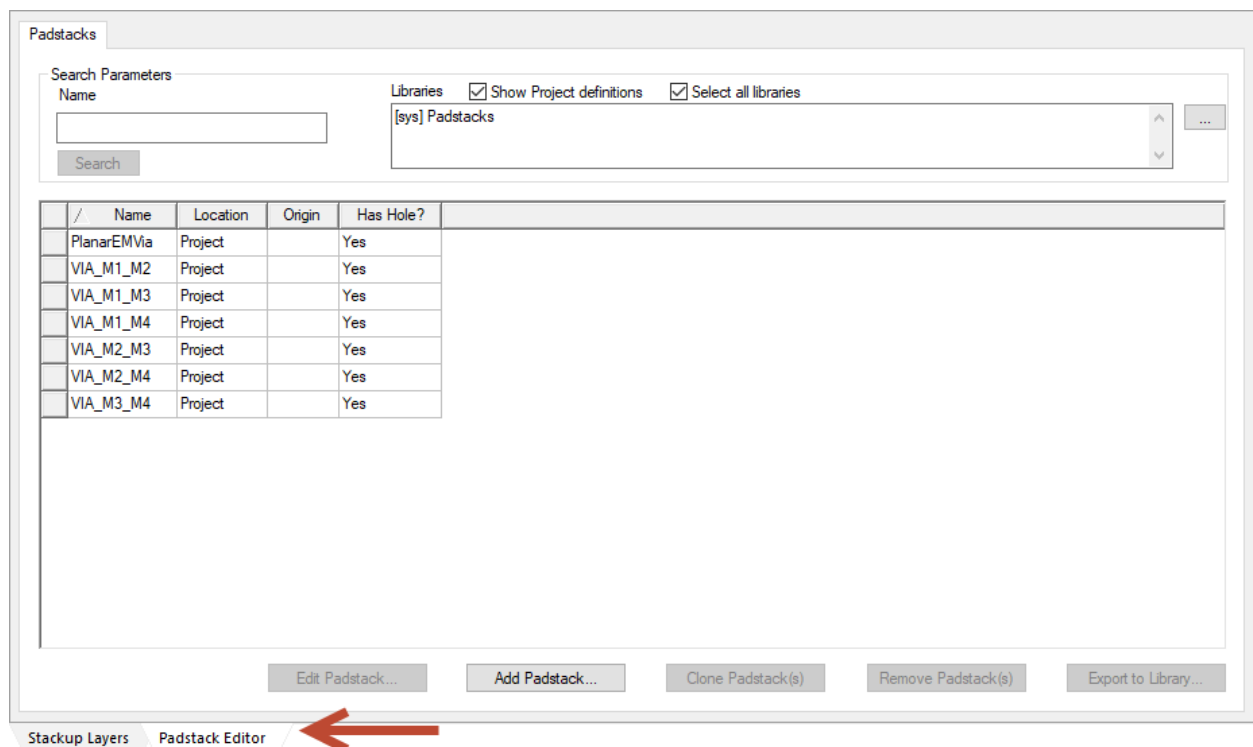 Padstacks
Search Parameters
Name
Libraries Show Project definitions Select all libraries
[sys] Padstacks
...
Search
/ Name Location Origin Has Hole?
PlanarEMVia Project Yes
VIA_M1_M2 Project Yes
VIA_M1_M3 Project Yes
VIA_M1_M4 Project Yes
VIA_M2_M3 Project Yes
VIA_M2_M4 Project Yes
VIA_M3_M4 Project Yes
Edit Padstack... Add Padstack... Clone Padstack(s) Remove Padstack(s) Export to Library...
Stackup Layers Padstack Editor